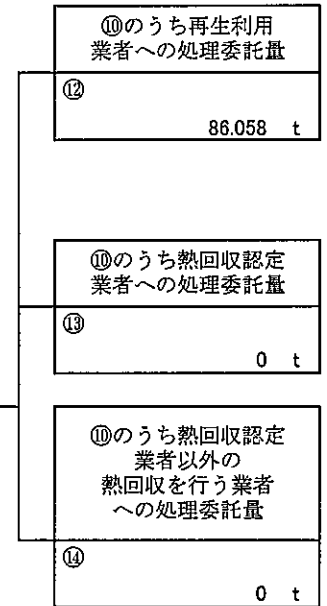 ⑩のうち再生利用
業者への処理委託量
⑫
86.058 t
⑩のうち熱回収認定
業者への処理委託量
⑬
0 t
⑩のうち熱回収認定
業者以外の
熱回収を行う業者
への処理委託量
⑭
0 t